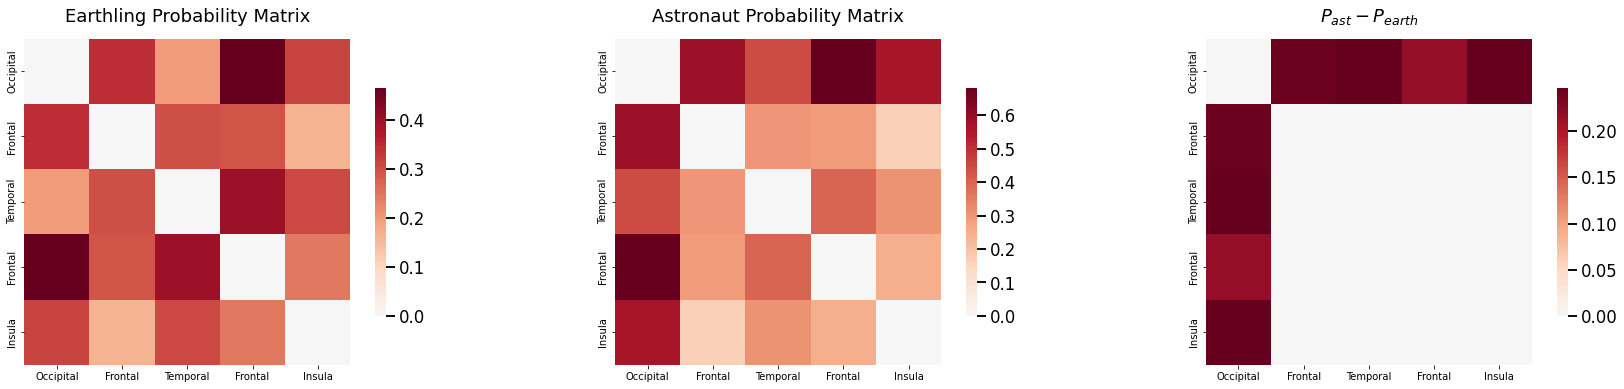 Earthling Probability Matrix
Occipital
Frontal
Temporal
Frontal
Insula
Occipital Frontal Temporal Frontal Insula
0.4
0.3
0.2
0.1
0.0
Astronaut Probability Matrix
Occipital
Frontal
Temporal
Frontal
Insula
Occipital Frontal Temporal Frontal Insula
0.6
0.5
0.4
0.3
0.2
0.1
0.0
P_ast − P_earth
Occipital
Frontal
Temporal
Frontal
Insula
Occipital Frontal Temporal Frontal Insula
0.20
0.15
0.10
0.05
0.00